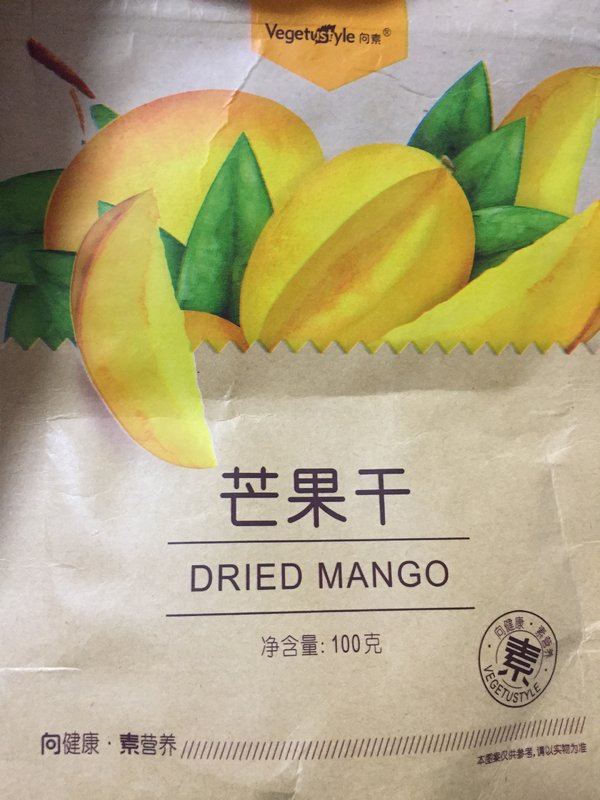 Vegetustyle 向素®
芒果干
DRIED MANGO
净含量: 100克
·向健康·素营养·
素
VEGETUSTYLE
向健康·素营养
本图案仅供参考,请以实物为准